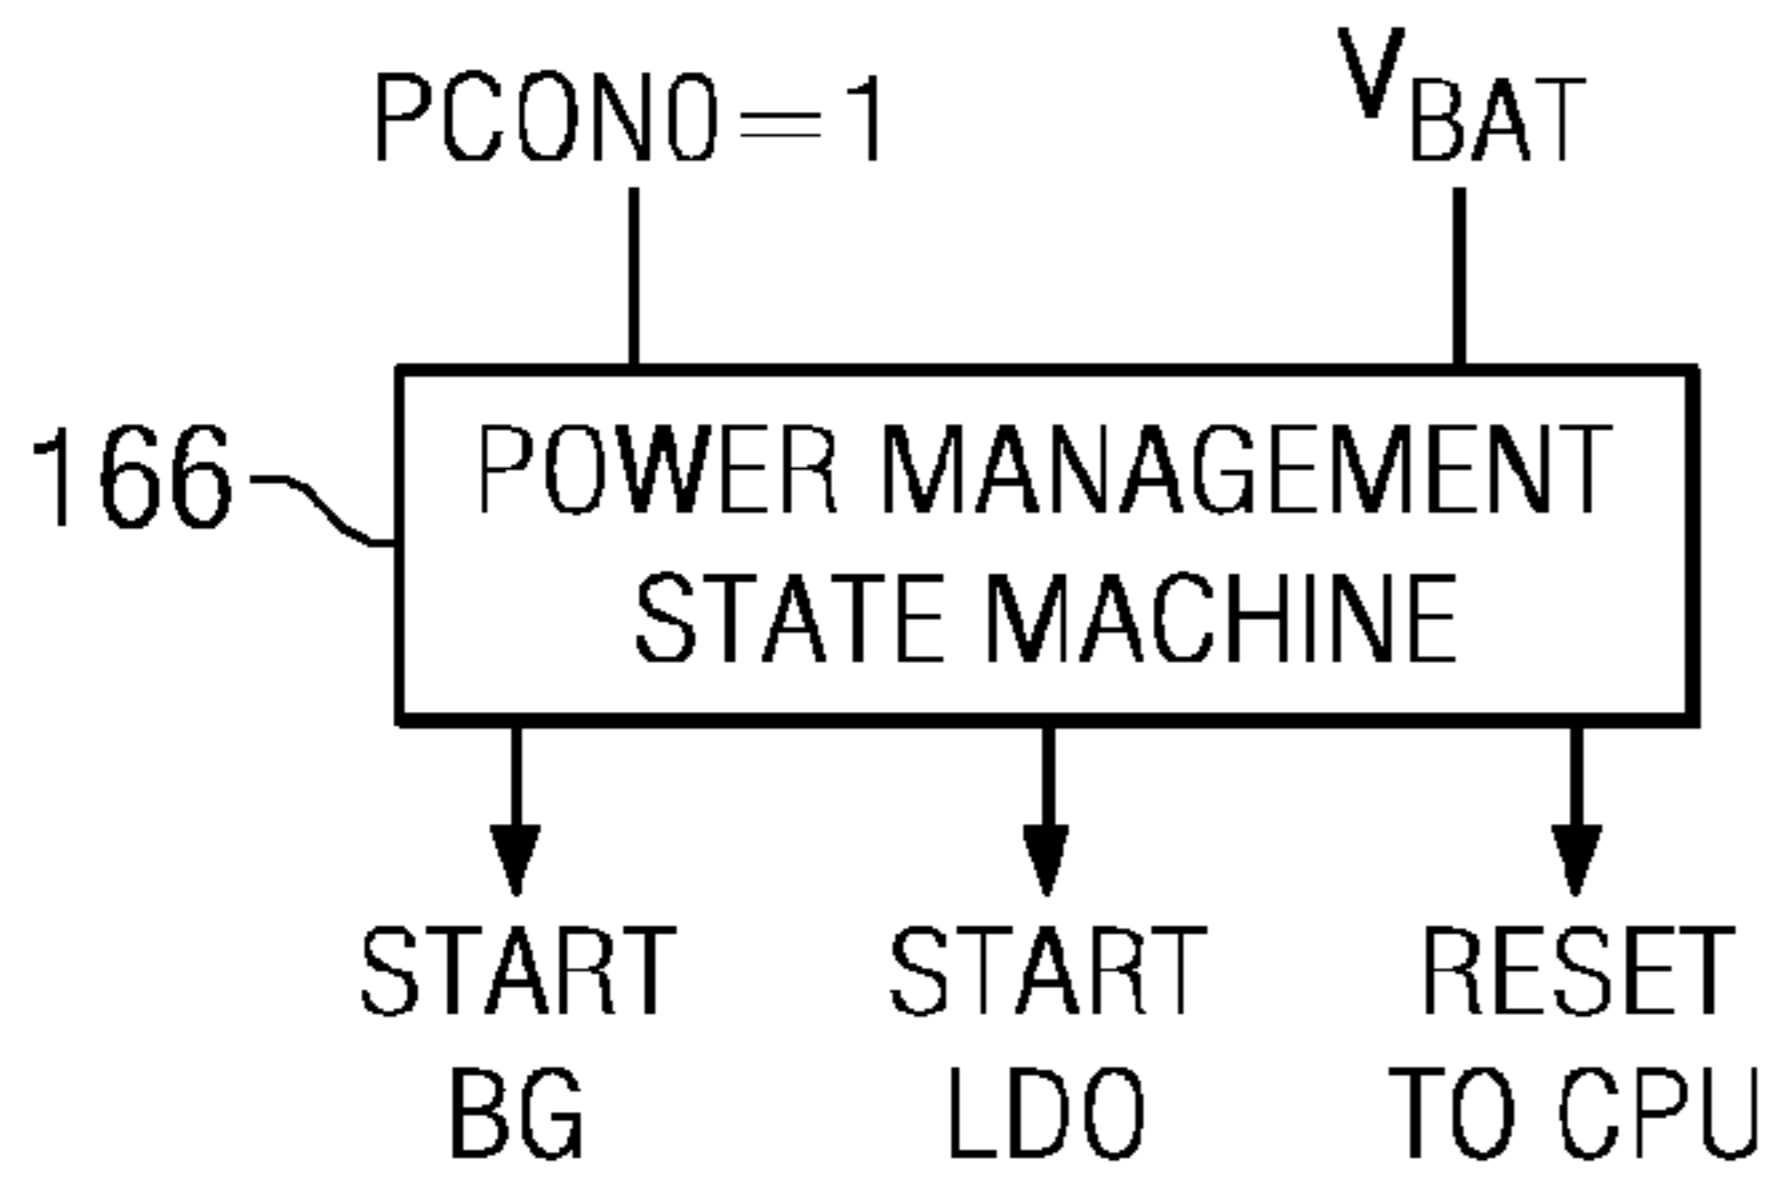 PCON0=1
VBAT
166
POWER MANAGEMENT
STATE MACHINE
START
BG
START
LDO
RESET
TO CPU